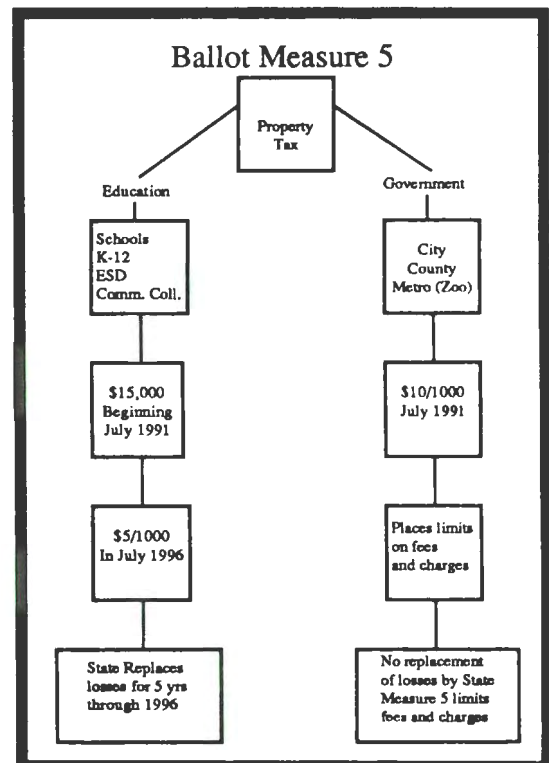 Ballot Measure 5
Property
Tax
Education
Schools
K-12
ESD
Comm. Coll.
$15,000
Beginning
July 1991
$5/1000
In July 1996
State Replaces
losses for 5 yrs
through 1996
Government
City
County
Metro (Zoo)
$10/1000
July 1991
Places limits
on fees
and charges
No replacement
of losses by State
Measure 5 limits
fees and charges